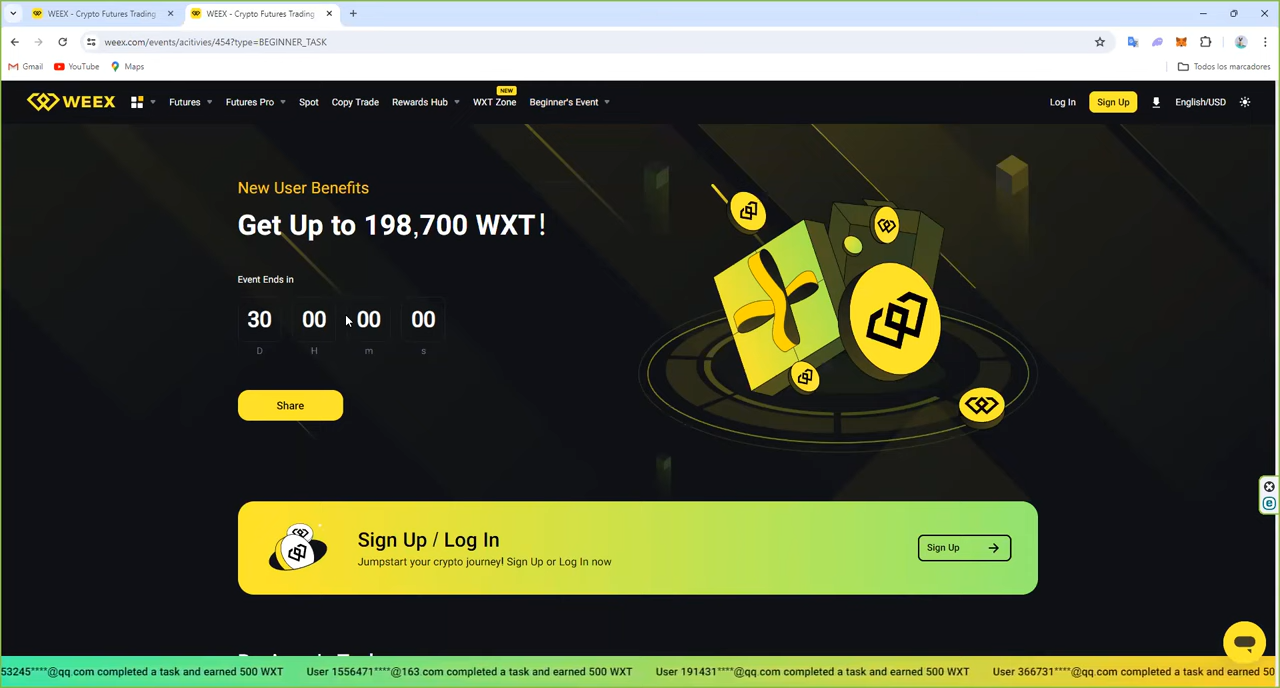 WEEX - Crypto Futures Trading
WEEX - Crypto Futures Trading
weex.com/events/acitivies/454?type=BEGINNER_TASK
Gmail
YouTube
Maps
Todos los marcadores
WEEX
Futures
Futures Pro
Spot
Copy Trade
Rewards Hub
WXT Zone
NEW
Beginner's Event
Log In
Sign Up
English/USD
New User Benefits
Get Up to 198,700 WXT!
Event Ends in
30 00 00 00
D H m s
Share
Sign Up / Log In
Jumpstart your crypto journey! Sign Up or Log In now
Sign Up
53245****@qq.com completed a task and earned 500 WXT
User 1556471****@163.com completed a task and earned 500 WXT
User 191431****@qq.com completed a task and earned 500 WXT
User 366731****@qq.com completed a task and earned 50